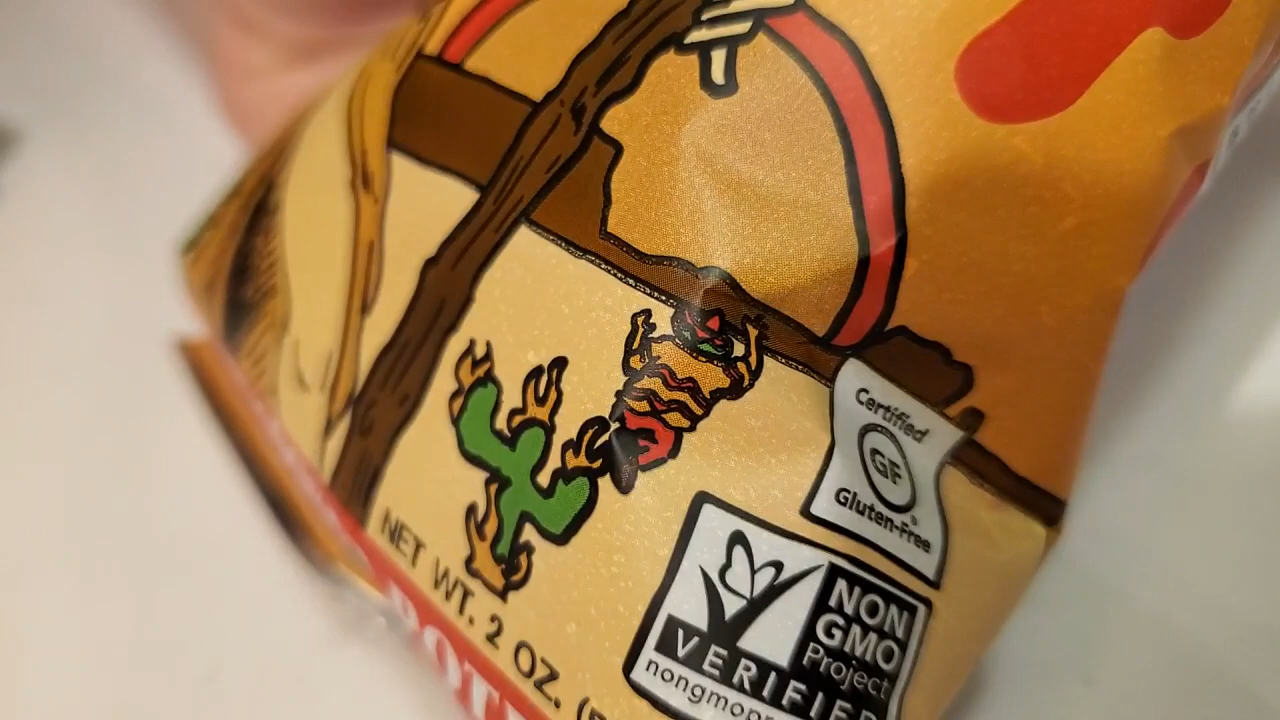 Certified
GF
Gluten-Free
NON
GMO
Project
VERIFIED
NET WT. 2 OZ.